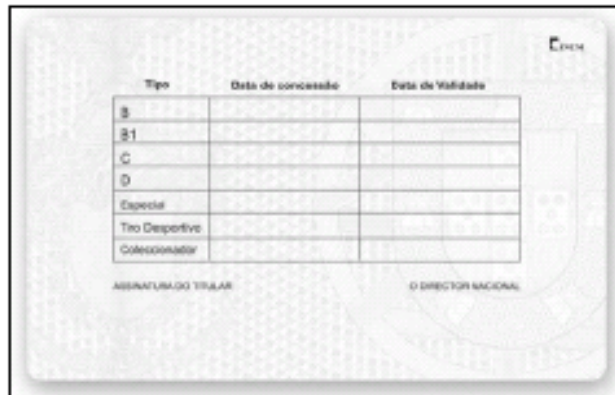 Tipo Data de concessão Data de Validade
B
B1
C
D
Especial
Tiro Desportivo
Coleccionador
ASSINATURA DO TITULAR O DIRECTOR NACIONAL